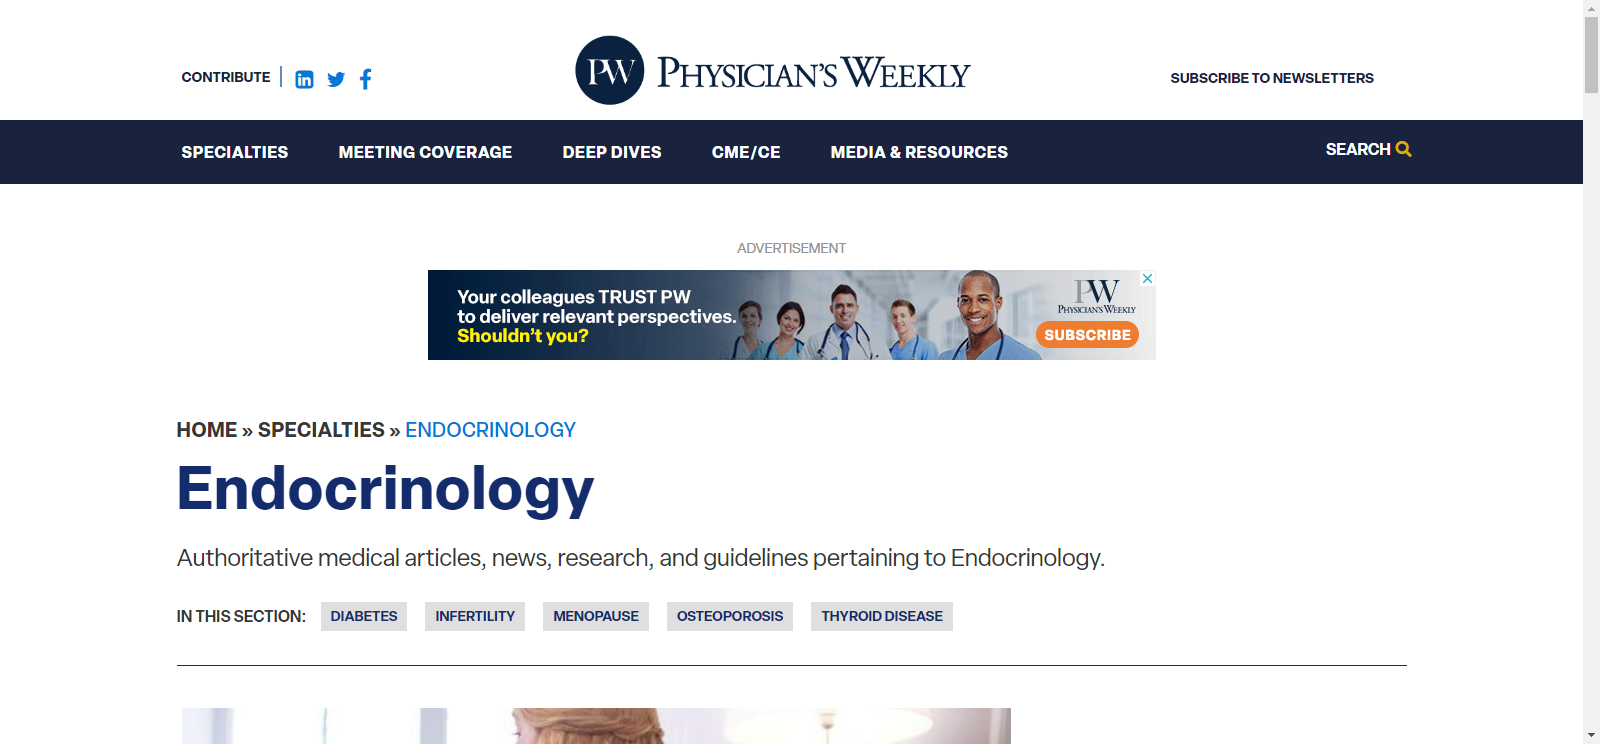 CONTRIBUTE
PW PHYSICIAN'S WEEKLY
SUBSCRIBE TO NEWSLETTERS
SPECIALTIES MEETING COVERAGE DEEP DIVES CME/CE MEDIA & RESOURCES SEARCH
ADVERTISEMENT
Your colleagues TRUST PW
to deliver relevant perspectives.
Shouldn't you?
PW
PHYSICIAN'S WEEKLY
SUBSCRIBE
HOME » SPECIALTIES » ENDOCRINOLOGY
Endocrinology
Authoritative medical articles, news, research, and guidelines pertaining to Endocrinology.
IN THIS SECTION: DIABETES INFERTILITY MENOPAUSE OSTEOPOROSIS THYROID DISEASE